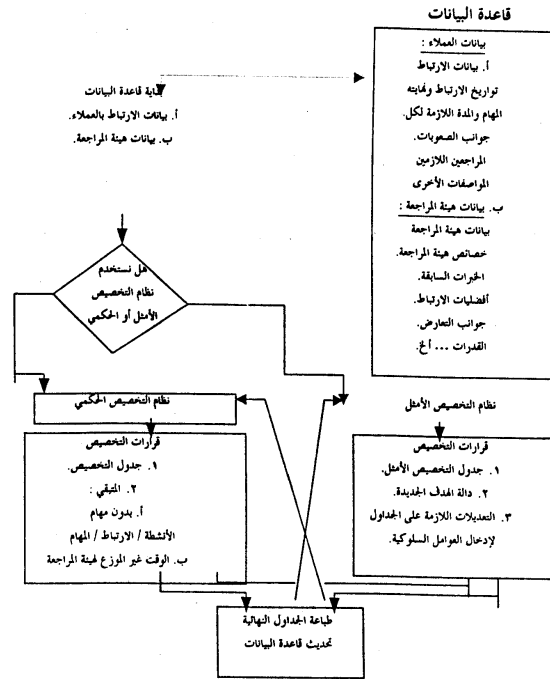 قاعدة البيانات
بيانات العملاء :
أ. بيانات الارتباط
تواريخ الارتباط ونهايته
المهام والمدة اللازمة لكل.
جوانب الصعوبات.
المراجعين اللازمين
المواصفات الأخرى
ب. بيانات هيئة المراجعة :
بيانات هيئة المراجعة
خصائص هيئة المراجعة.
الخبرات السابقة.
أفضليات الارتباط.
جوانب التعارض.
القدرات ... ألخ.
قاعدة البيانات
أ. بيانات الارتباط بالعملاء.
ب. بيانات هيئة المراجعة.
هل نستخدم
نظام التخصيص
الأمثل أو الحكمي
نظام التخصيص الحكمي
قرارات التخصيص
١. جدول التخصيص.
٢. المتبقي :
أ. بدون مهام
الأنشطة / الارتباط / المهام
ب. الوقت غير الموزع لهيئة المراجعة
نظام التخصيص الأمثل
قرارات التخصيص
١. جدول التخصيص الأمثل.
٢. دالة الهدف الجديدة.
٣. التعديلات اللازمة على الجداول
لإدخال العوامل السلوكية.
طباعة الجداول النهائية
تحديث قاعدة البيانات